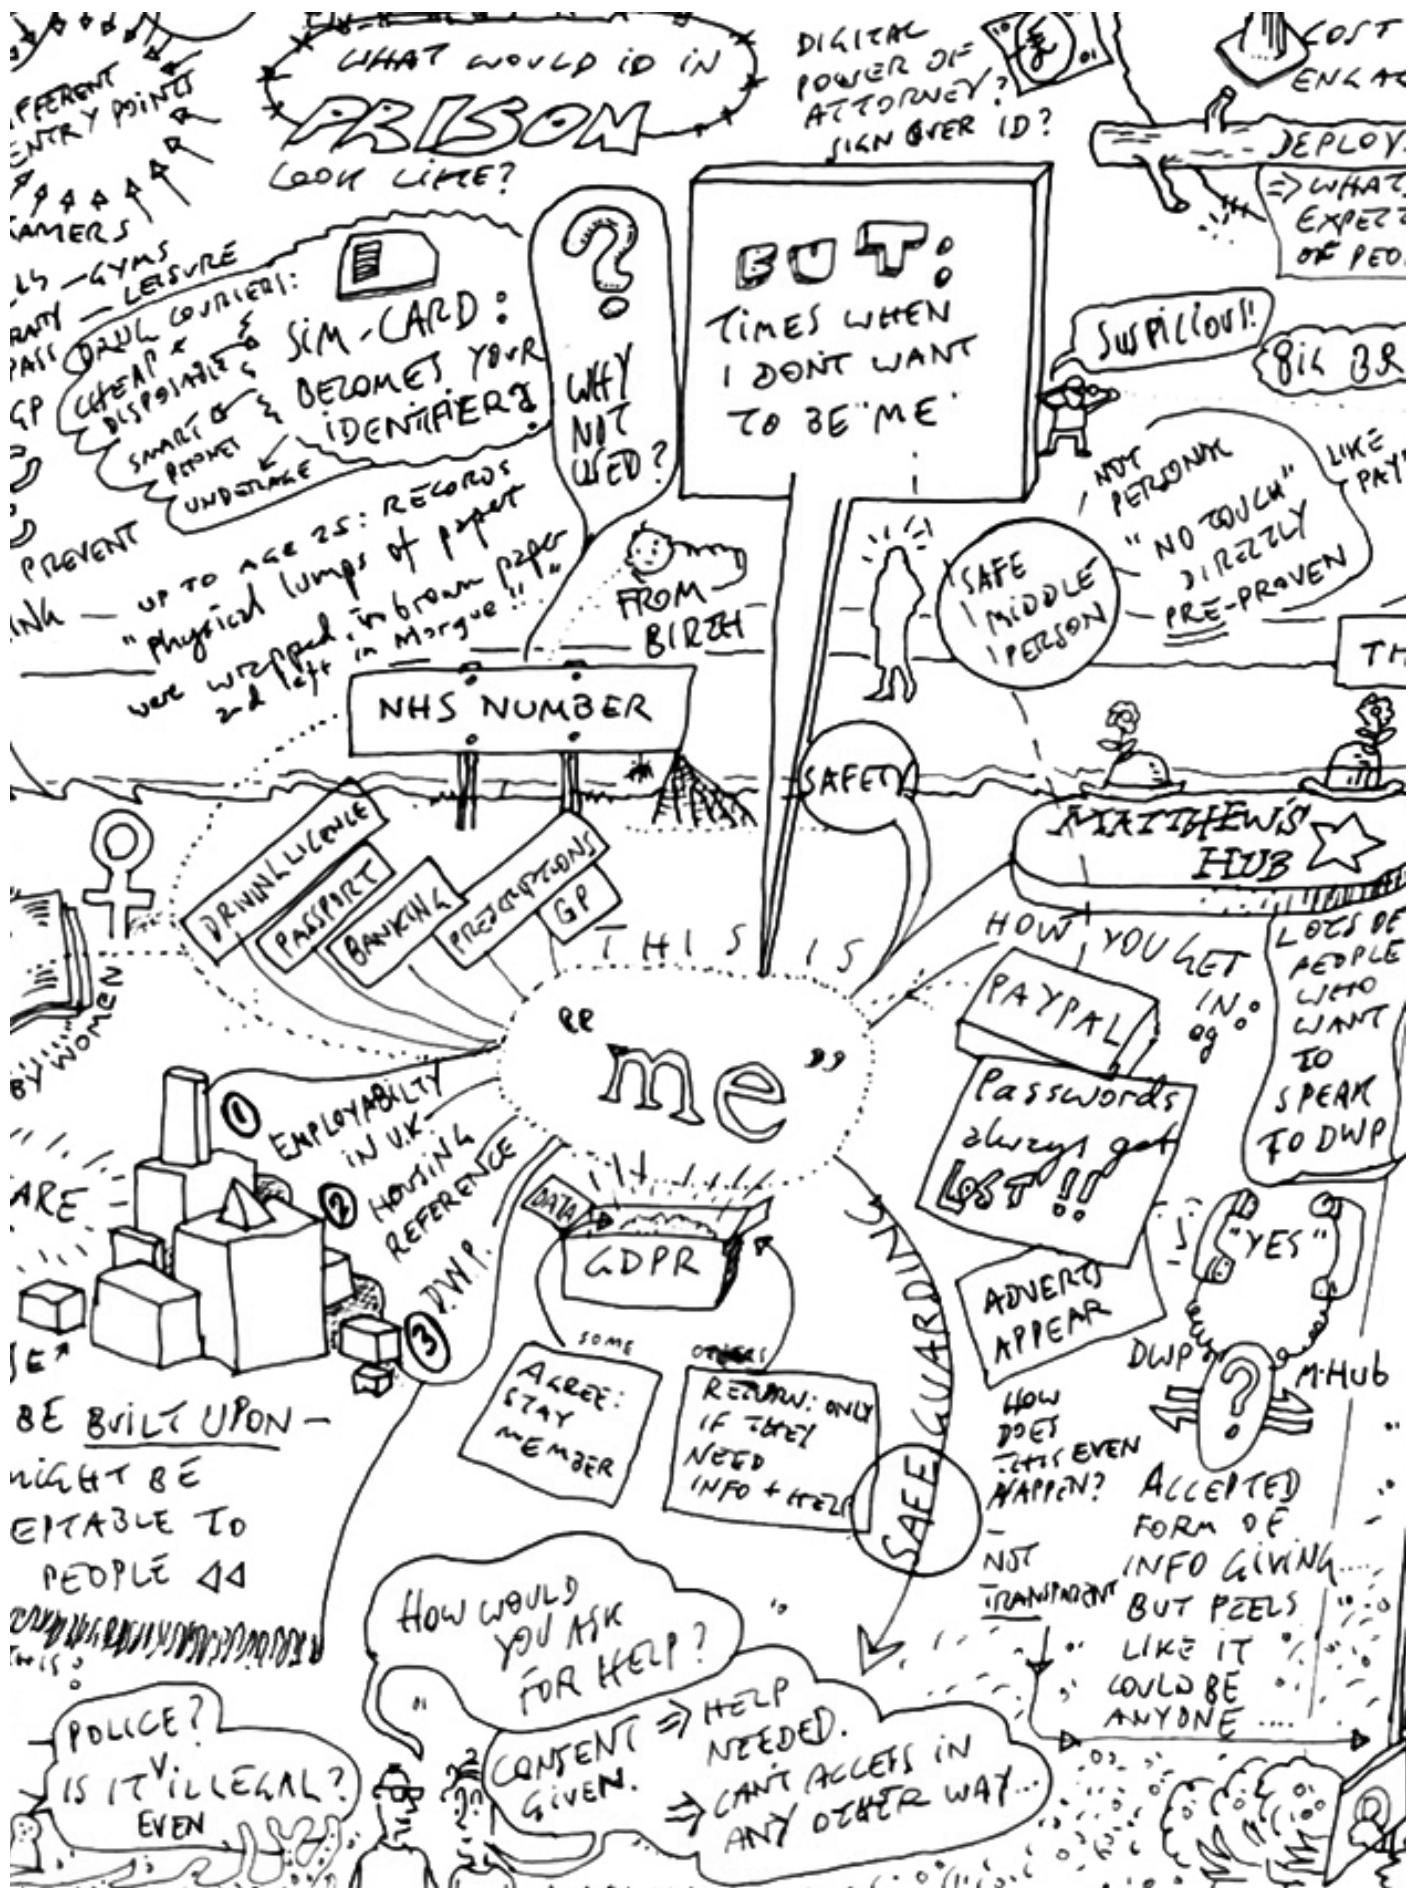 WHAT WOULD ID IN
PRISON
LOOK LIKE?
DIGITAL
POWER OF
ATTORNEY?
SIGN OVER ID?
COST
DEPLOY
⇒ WHAT
OF
ENTRY POINTS
GYMS
LEISURE
PASS
GP
PREVENT
DRUG COURIERS:
CHEAP &
DISPOSABLE
SMART
PHONES
UNDERAGE
SIM-CARD:
BECOMES YOUR
IDENTIFIER?
?
WHY
NOT
USED?
BUT:
TIMES WHEN
I DON'T WANT
TO BE "ME"
SUSPICIOUS!
BIG BR
NOT
PERSONAL
"NO TOUCH"
DIRECTLY
PRE-PROVEN
LIKE
PAY
SAFE
MIDDLE
PERSON
UP TO AGE 25: RECORDS
"Physical lumps of paper
were wrapped in brown paper
and left in Morgue!!"
FROM
BIRTH
NHS NUMBER
SAFETY
TH
MATTHEW'S
HUB
DRIVING LICENCE
PASSPORT
BANKING
PRESCRIPTIONS
GP
THIS IS
"me"
BY WOMEN
HOW YOU GET
IN
eg
PAYPAL
Passwords
always get
LOST!!
ADVERTS
APPEAR
LOTS OF
PEOPLE
WHO
WANT
TO
SPEAK
TO DWP
① EMPLOYABILITY
IN U.K
② HOUSING
REFERENCE
③ D.W.P.
ARE
DATA
GDPR
SOME
AGREE:
STAY
MEMBER
OTHERS
RETURN: ONLY
IF THEY
NEED
INFO + HELP
SAFE GUARDING
"YES"
DWP
M-Hub
?
HOW
DOES
THIS EVEN
HAPPEN?
-
NOT
TRANSPARENT
ACCEPTED
FORM OF
INFO GIVING....
BUT FEELS
LIKE IT
COULD BE
ANYONE ....
BE BUILT UPON -
MIGHT BE
EPTABLE TO
PEOPLE
HOW WOULD
YOU ASK
FOR HELP?
CONSENT ⇒ HELP
GIVEN. NEEDED.
⇒ CAN'T ACCESS IN
ANY OTHER WAY...
POLICE?
IS IT ILLEGAL?
EVEN